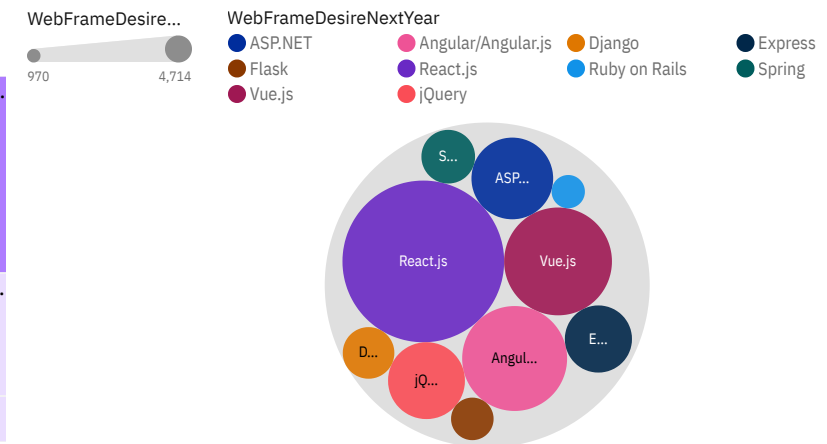 WebFrameDesire...
970 4,714
WebFrameDesireNextYear
ASP.NET Angular/Angular.js Django Express
Flask React.js Ruby on Rails Spring
Vue.js jQuery
S...
ASP...
React.js
Vue.js
E...
D...
Angul...
jQ...